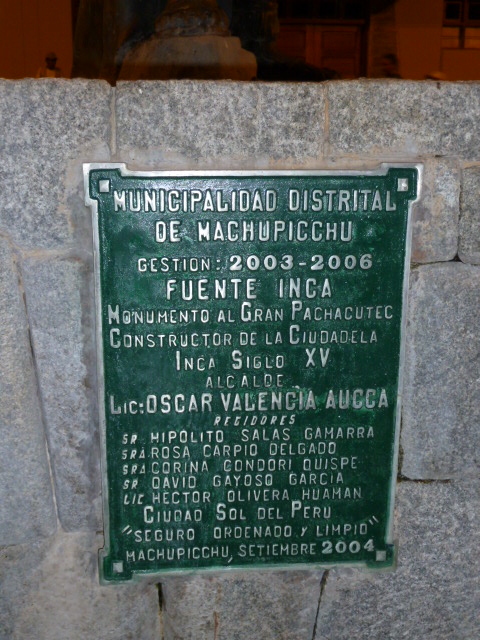 MUNICIPALIDAD DISTRITAL
DE MACHUPICCHU
GESTION: 2003-2006
FUENTE INCA
MONUMENTO AL GRAN PACHACUTEC
CONSTRUCTOR DE LA CIUDADELA
INCA SIGLO XV
ALCALDE
LIC: OSCAR VALENCIA AUCCA
REGIDORES
SR. HIPOLITO SALAS GAMARRA
SRA ROSA CARPIO DELGADO
SRA CORINA CONDORI QUISPE
SR DAVID GAYOSO GARCIA
LIC HECTOR OLIVERA HUAMAN
CIUDAD SOL DEL PERU
"SEGURO ORDENADO Y LIMPIO"
MACHUPICCHU, SETIEMBRE 2004